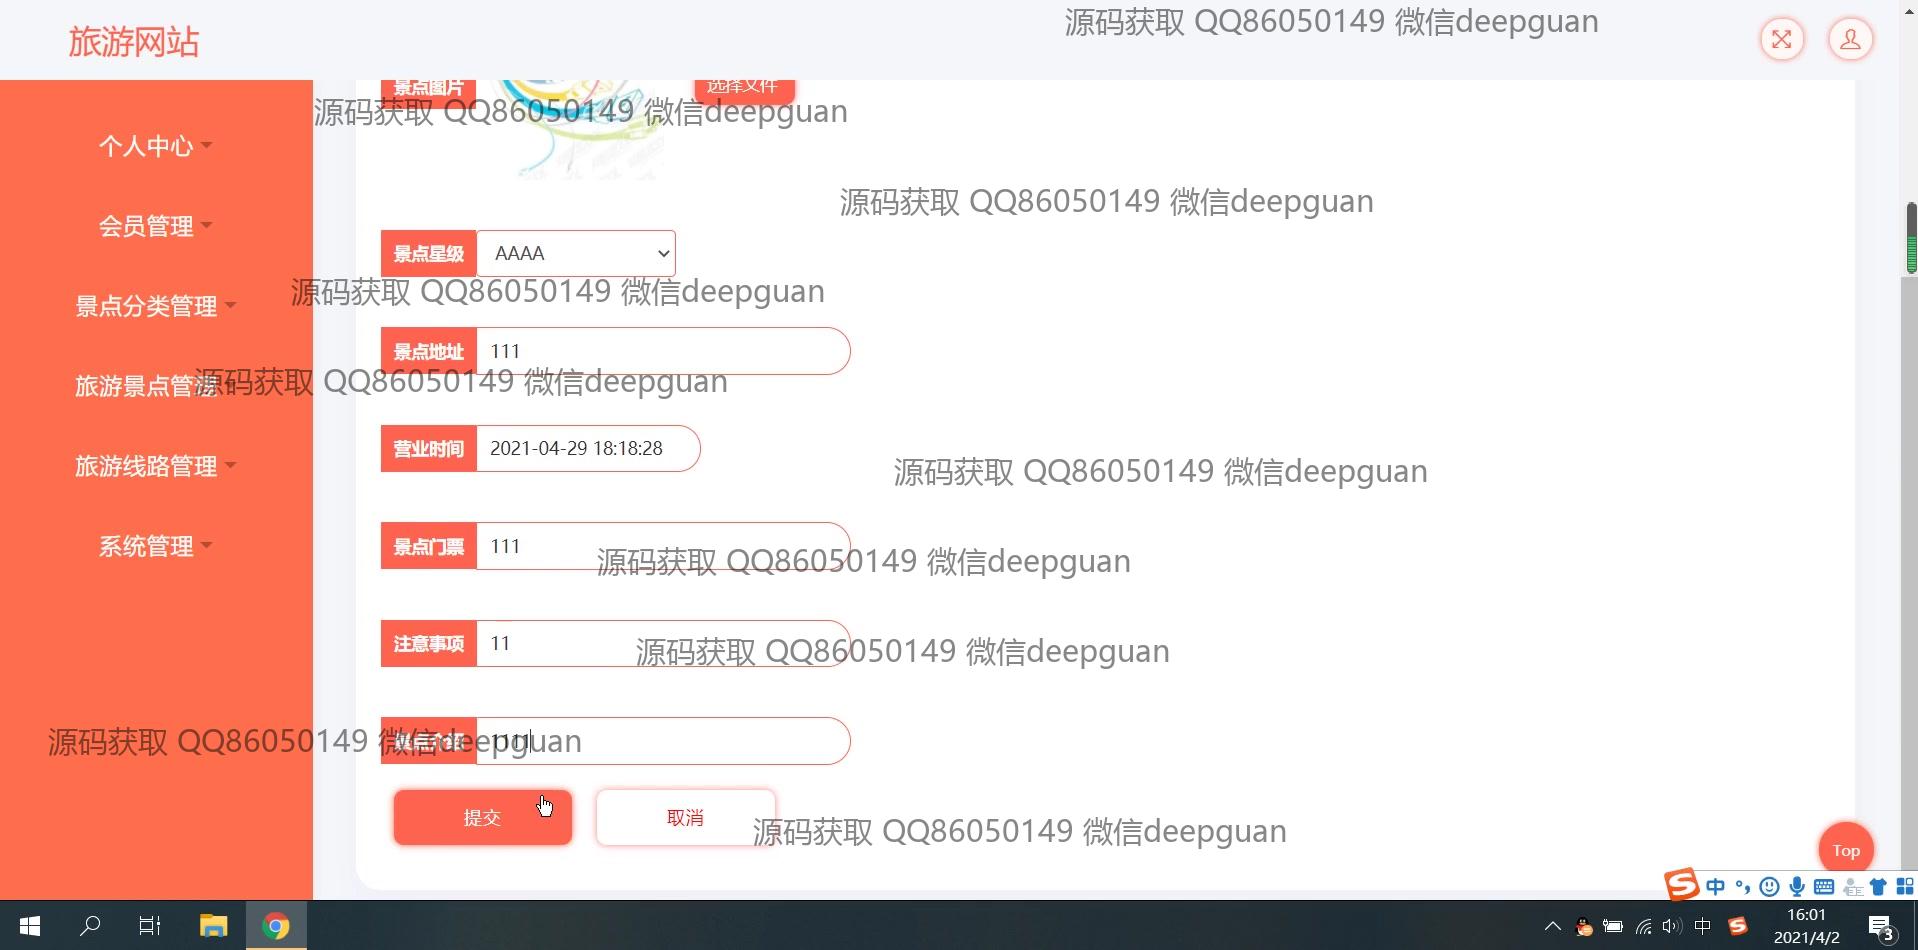 源码获取 QQ86050149 微信deepguan
旅游网站
景点图片
选择文件
源码获取 QQ86050149 微信deepguan
个人中心
源码获取 QQ86050149 微信deepguan
会员管理
景点星级 AAAA
源码获取 QQ86050149 微信deepguan
景点分类管理
景点地址 111
旅游景点管理
源码获取 QQ86050149 微信deepguan
营业时间 2021-04-29 18:18:28
旅游线路管理
源码获取 QQ86050149 微信deepguan
系统管理
景点门票 111
源码获取 QQ86050149 微信deepguan
注意事项 11
源码获取 QQ86050149 微信deepguan
源码获取 QQ86050149 微信deepguan
1111
提交
取消
源码获取 QQ86050149 微信deepguan
Top
中
中
16:01
2021/4/2
3